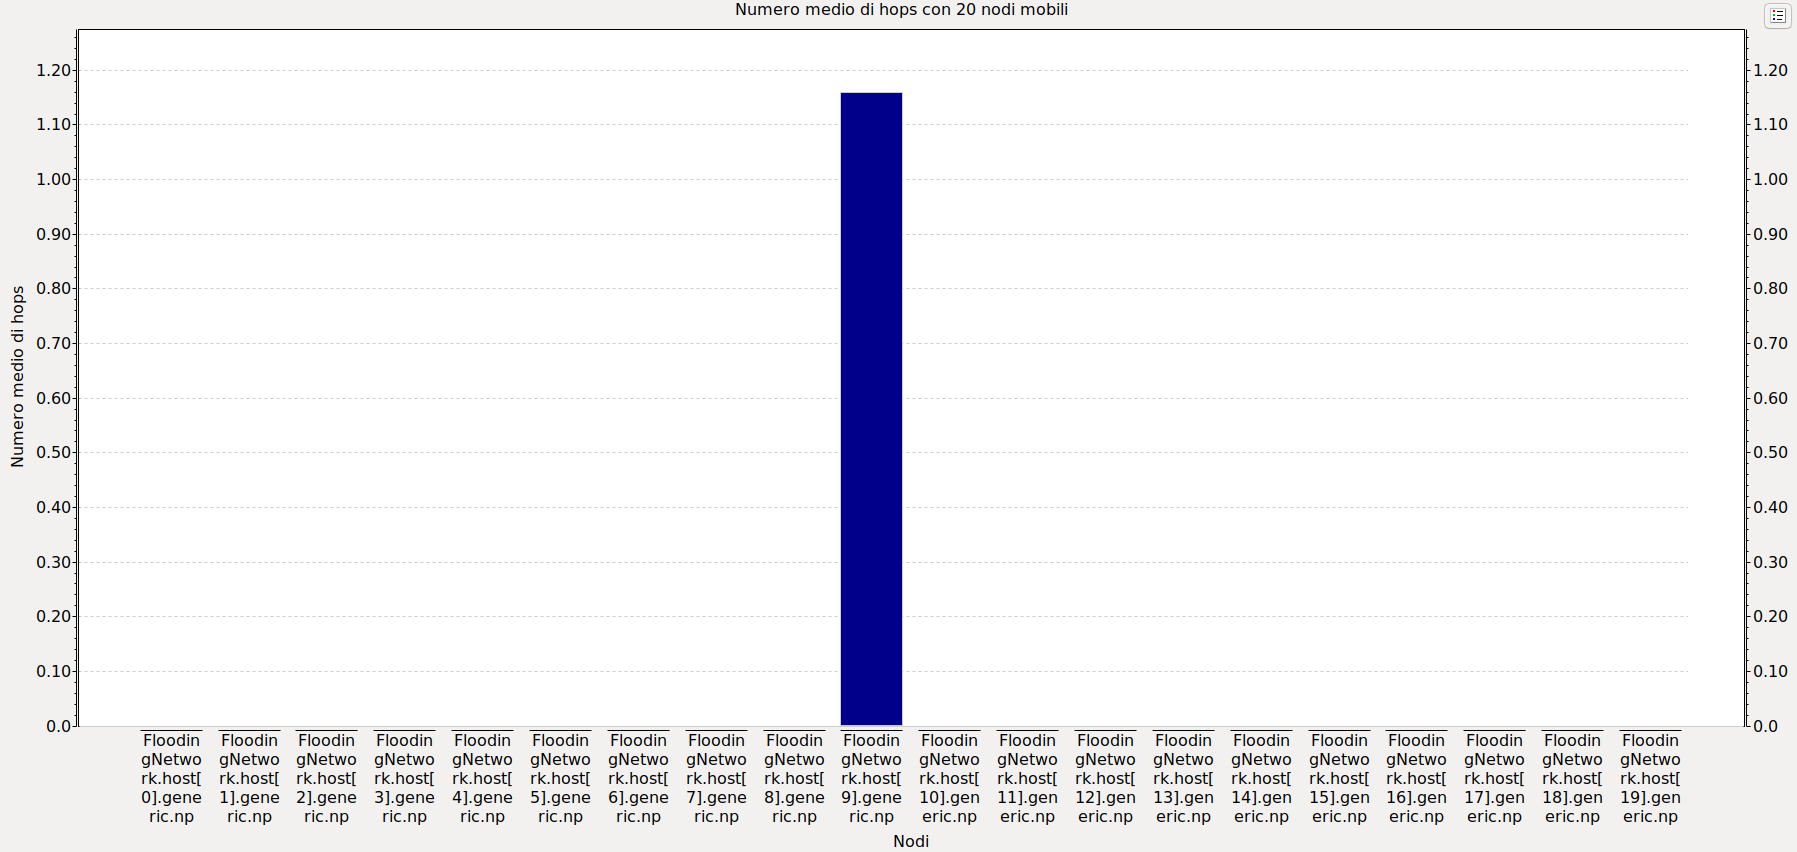 Numero medio di hops con 20 nodi mobili
1.20 1.20
1.10 1.10
1.00 1.00
0.90 0.90
0.80 0.80
0.70 0.70
0.60 0.60
0.50 0.50
0.40 0.40
0.30 0.30
0.20 0.20
0.10 0.10
0.0 0.0
Numero medio di hops
Floodin Floodin Floodin Floodin Floodin Floodin Floodin Floodin Floodin Floodin Floodin Floodin Floodin Floodin Floodin Floodin Floodin Floodin Floodin Floodin
gNetwo gNetwo gNetwo gNetwo gNetwo gNetwo gNetwo gNetwo gNetwo gNetwo gNetwo gNetwo gNetwo gNetwo gNetwo gNetwo gNetwo gNetwo gNetwo gNetwo
rk.host[ rk.host[ rk.host[ rk.host[ rk.host[ rk.host[ rk.host[ rk.host[ rk.host[ rk.host[ rk.host[ rk.host[ rk.host[ rk.host[ rk.host[ rk.host[ rk.host[ rk.host[ rk.host[ rk.host[
0].gene 1].gene 2].gene 3].gene 4].gene 5].gene 6].gene 7].gene 8].gene 9].gene 10].gen 11].gen 12].gen 13].gen 14].gen 15].gen 16].gen 17].gen 18].gen 19].gen
ric.np ric.np ric.np ric.np ric.np ric.np ric.np ric.np ric.np ric.np eric.np eric.np eric.np eric.np eric.np eric.np eric.np eric.np eric.np eric.np
Nodi